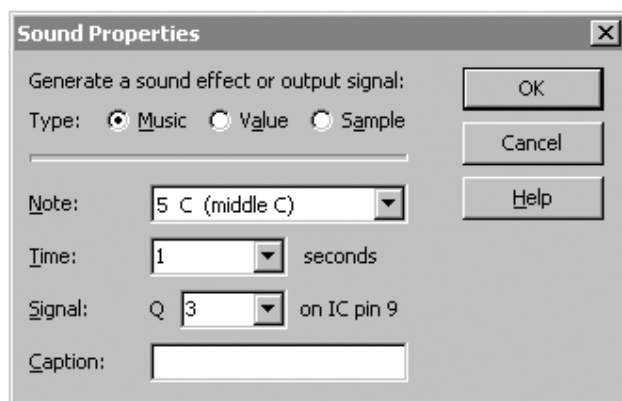 Sound Properties
Generate a sound effect or output signal:
Type: Music Value Sample
OK
Cancel
Help
Note: 5 C (middle C)
Time: 1 seconds
Signal: Q 3 on IC pin 9
Caption: